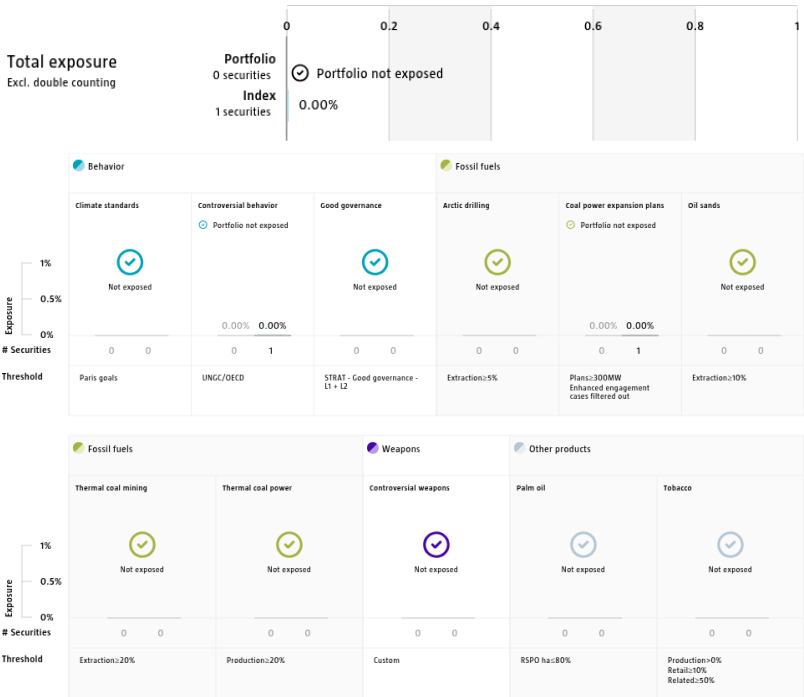 0 0.2 0.4 0.6 0.8 1
Total exposure
Excl. double counting
Portfolio
0 securities
Portfolio not exposed
Index
1 securities
0.00%
Behavior
Fossil fuels
Climate standards
Controversial behavior
Good governance
Arctic drilling
Coal power expansion plans
Oil sands
Portfolio not exposed
Portfolio not exposed
Not exposed
Not exposed
Not exposed
Not exposed
Exposure
1%
0.5%
0%
0.00% 0.00%
0.00% 0.00%
# Securities 0 0 0 1 0 0 0 0 0 1 0 0
Threshold
Paris goals
UNGC/OECD
STRAT - Good governance -
L1 + L2
Extraction≥5%
Plans≥300MW
Enhanced engagement
cases filtered out
Extraction≥10%
Fossil fuels
Weapons
Other products
Thermal coal mining
Thermal coal power
Controversial weapons
Palm oil
Tobacco
Not exposed
Not exposed
Not exposed
Not exposed
Not exposed
Exposure
1%
0.5%
0%
# Securities 0 0 0 0 0 0 0 0 0 0
Threshold
Extraction≥20%
Production≥20%
Custom
RSPO ha≤80%
Production>0%
Retail≥10%
Related≥50%